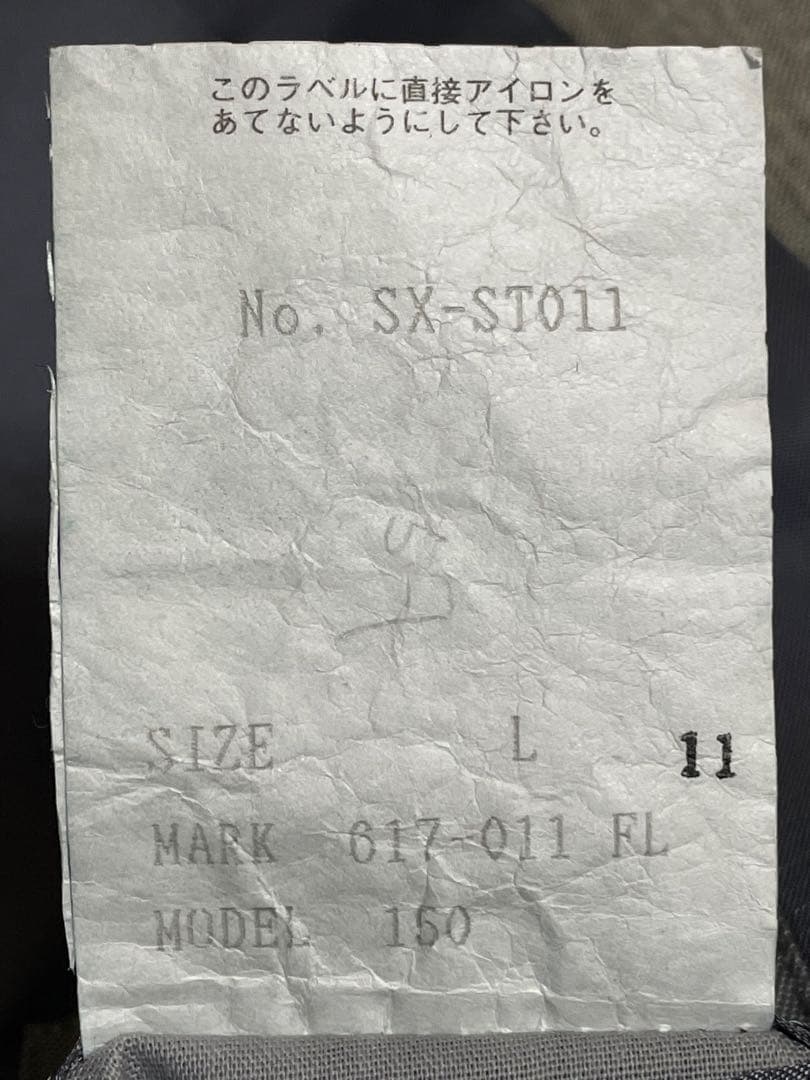 このラベルに直接アイロンを
あてないようにして下さい。
No. SX-ST011
SIZE L 11
MARK 617-011 FL
MODEL 150